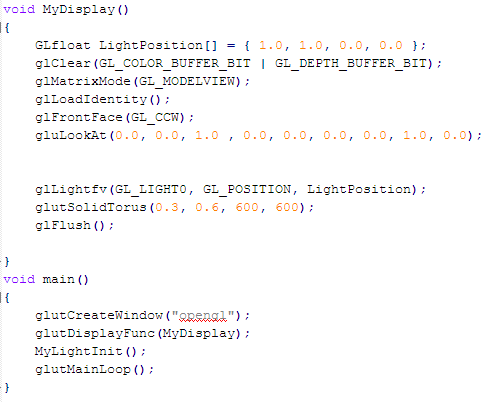 void MyDisplay()
{
GLfloat LightPosition[] = { 1.0, 1.0, 0.0, 0.0 };
glClear(GL_COLOR_BUFFER_BIT | GL_DEPTH_BUFFER_BIT);
glMatrixMode(GL_MODELVIEW);
glLoadIdentity();
glFrontFace(GL_CCW);
gluLookAt(0.0, 0.0, 1.0 , 0.0, 0.0, 0.0, 0.0, 1.0, 0.0);
glLightfv(GL_LIGHT0, GL_POSITION, LightPosition);
glutSolidTorus(0.3, 0.6, 600, 600);
glFlush();
}
void main()
{
glutCreateWindow("opengl");
glutDisplayFunc(MyDisplay);
MyLightInit();
glutMainLoop();
}